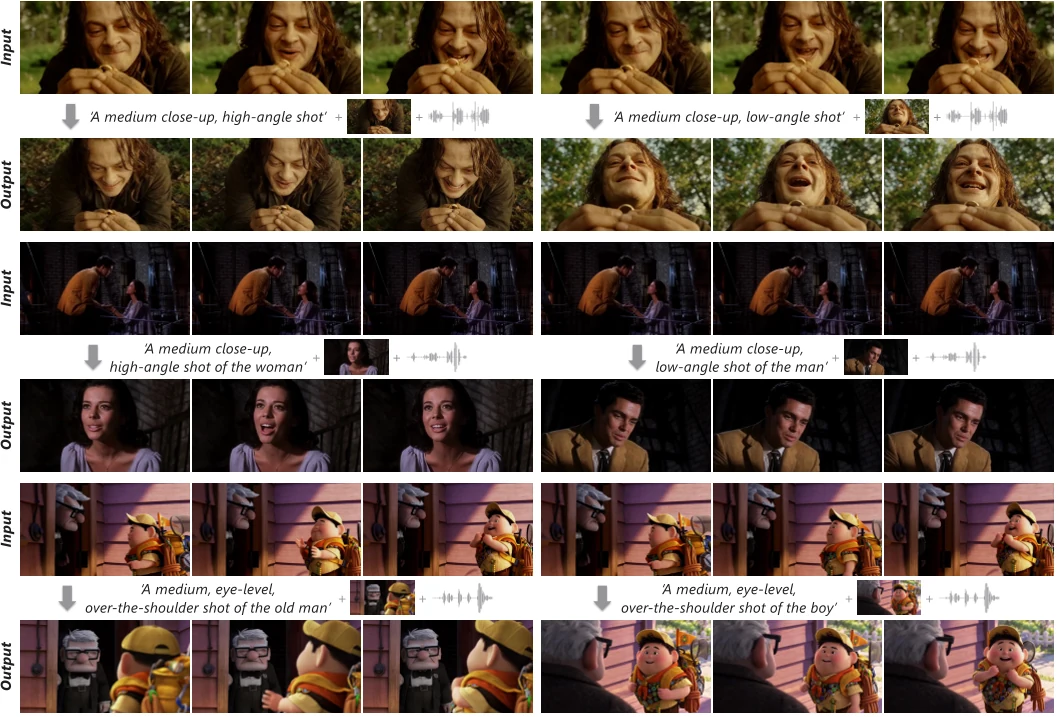 Input
'A medium close-up, high-angle shot' + +
'A medium close-up, low-angle shot' + +
Output
Input
'A medium close-up,
high-angle shot of the woman' + +
'A medium close-up,
low-angle shot of the man' + +
Output
Input
'A medium, eye-level,
over-the-shoulder shot of the old man' + +
'A medium, eye-level,
over-the-shoulder shot of the boy' + +
Output